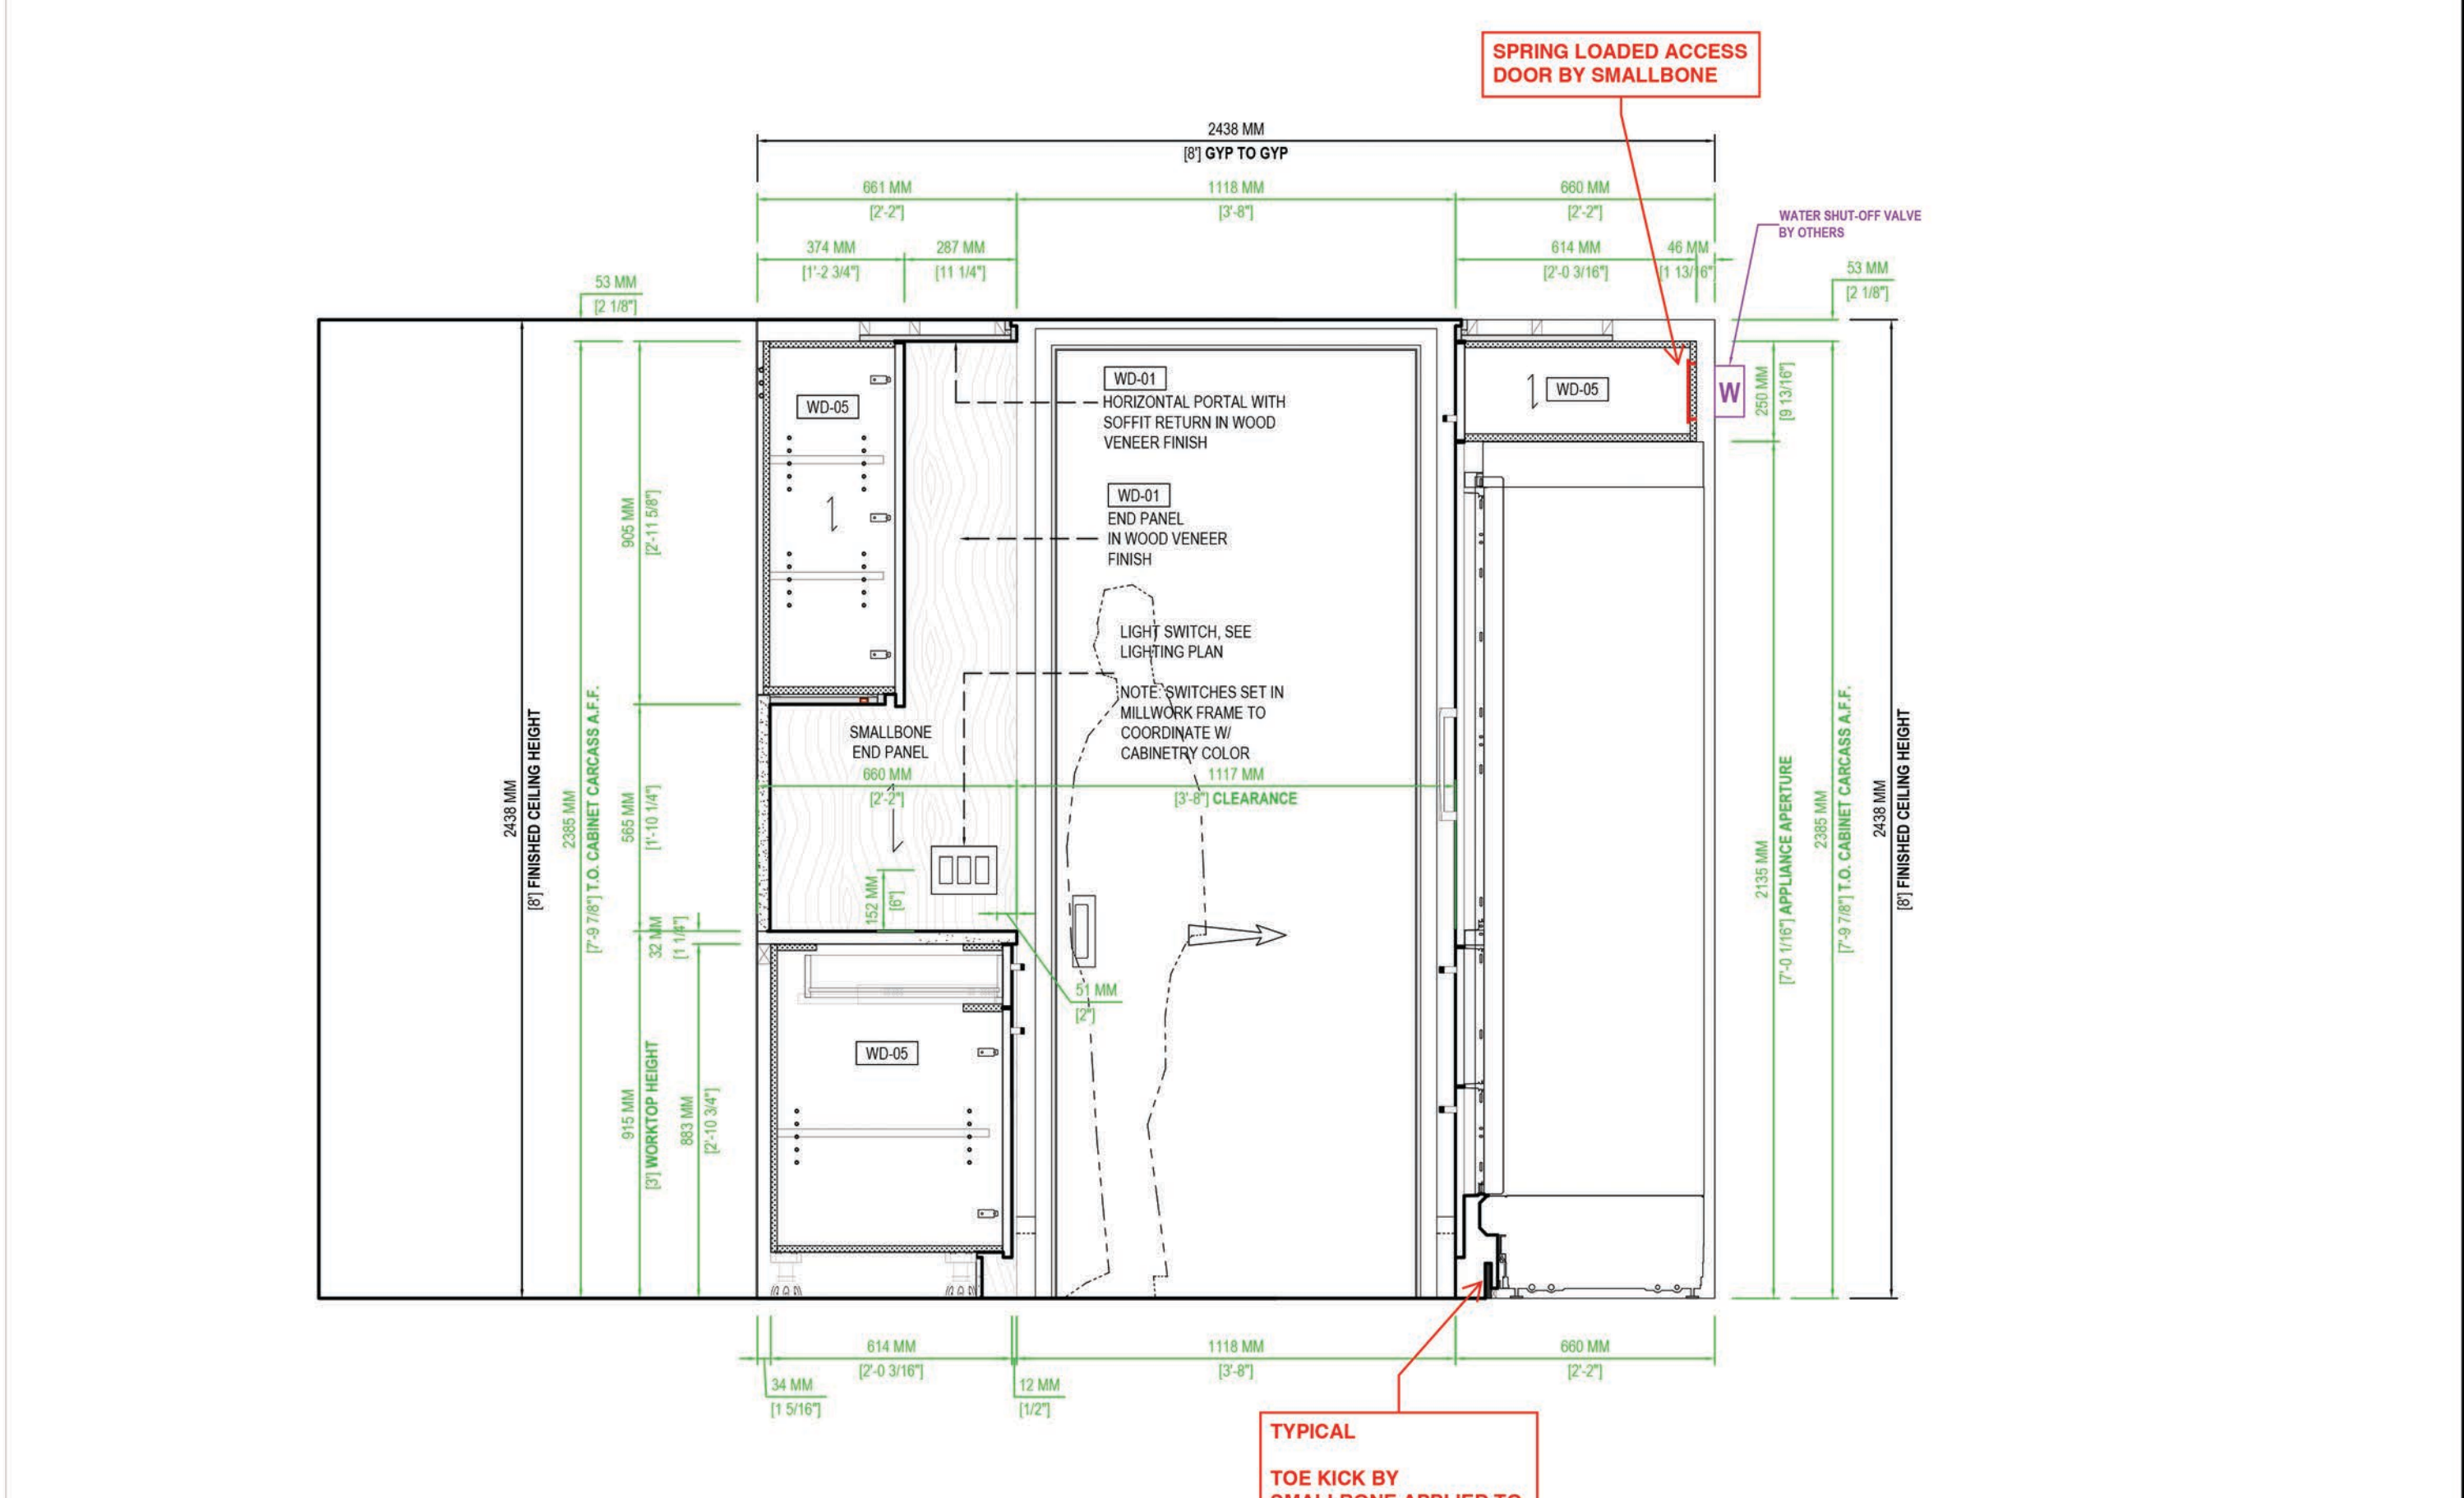 SPRING LOADED ACCESS
DOOR BY SMALLBONE
2438 MM
[8'] GYP TO GYP
661 MM
[2'-2"]
1118 MM
[3'-8"]
660 MM
[2'-2"]
WATER SHUT-OFF VALVE
BY OTHERS
374 MM
[1'-2 3/4"]
287 MM
[11 1/4"]
614 MM
[2'-0 3/16"]
46 MM
[1 13/16"]
53 MM
[2 1/8"]
53 MM
[2 1/8"]
WD-05
WD-01
HORIZONTAL PORTAL WITH
SOFFIT RETURN IN WOOD
VENEER FINISH
WD-05
W
250 MM
[9 13/16"]
WD-01
END PANEL
IN WOOD VENEER
FINISH
905 MM
[2'-11 5/8"]
LIGHT SWITCH, SEE
LIGHTING PLAN
NOTE: SWITCHES SET IN
MILLWORK FRAME TO
COORDINATE W/
CABINETRY COLOR
SMALLBONE
END PANEL
660 MM
[2'-2"]
1117 MM
[3'-8"] CLEARANCE
2438 MM
[8'] FINISHED CEILING HEIGHT
2385 MM
[7'-9 7/8"] T.O. CABINET CARCASS A.F.F.
565 MM
[1'-10 1/4"]
152 MM
[6"]
32 MM
[1 1/4"]
2135 MM
[7'-0 1/16"] APPLIANCE APERTURE
2385 MM
[7'-9 7/8"] T.O. CABINET CARCASS A.F.F.
2438 MM
[8'] FINISHED CEILING HEIGHT
51 MM
[2"]
WD-05
915 MM
[3'] WORKTOP HEIGHT
883 MM
[2'-10 3/4"]
614 MM
[2'-0 3/16"]
1118 MM
[3'-8"]
660 MM
[2'-2"]
34 MM
[1 5/16"]
12 MM
[1/2"]
TYPICAL
TOE KICK BY
SMALLBONE APPLIED TO